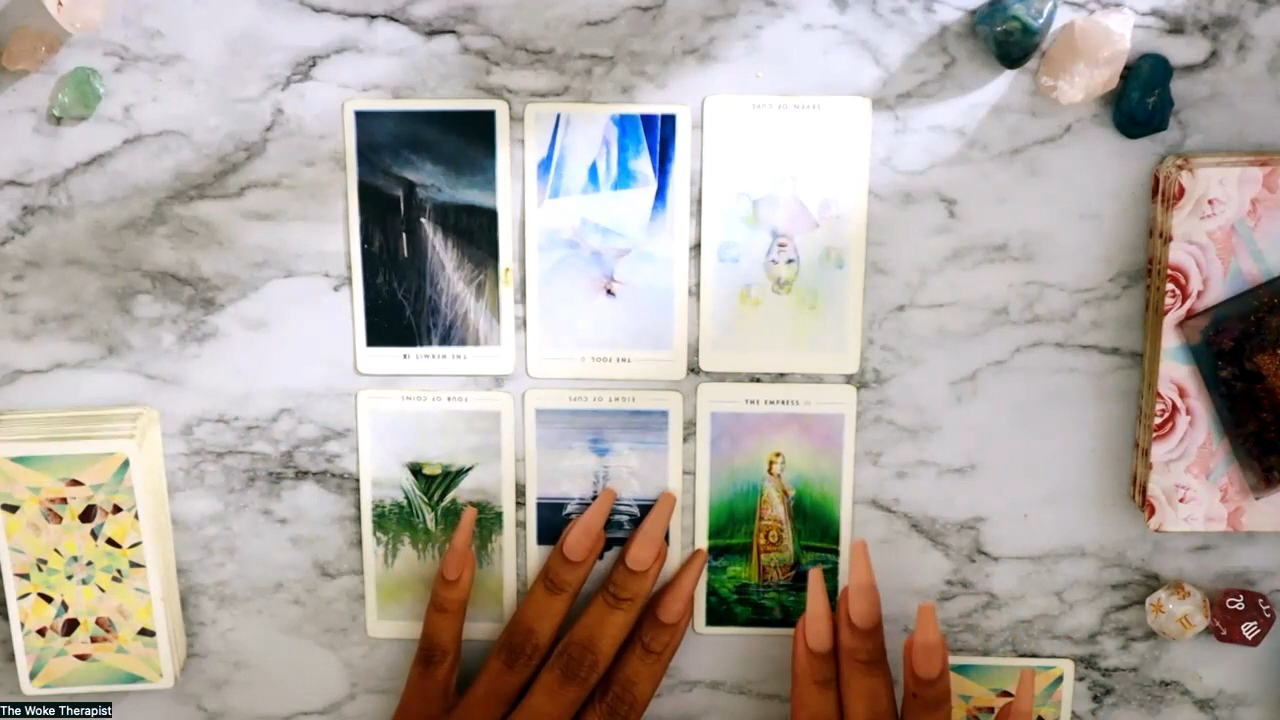 SEVEN OF CUPS
THE HERMIT IX
THE FOOL 0
FOUR OF COINS
EIGHT OF CUPS
THE EMPRESS III
The Woke Therapist